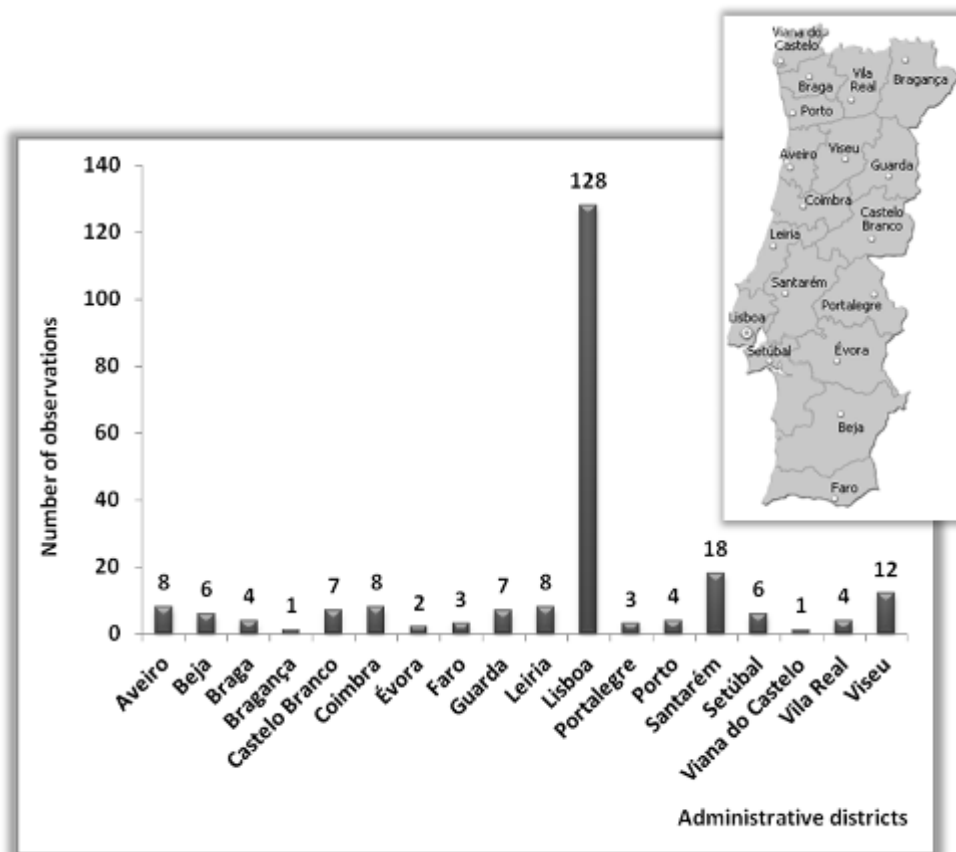 Viana do
Castelo
Braga
Vila
Real
Bragança
Porto
Aveiro
Viseu
Guarda
Coimbra
Castelo
Branco
Leiria
Santarém
Portalegre
Lisboa
Setúbal
Évora
Beja
Faro
Number of observations
140
120
100
80
60
40
20
0
8
6
4
1
7
8
2
3
7
8
128
3
4
18
6
1
4
12
Aveiro
Beja
Braga
Bragança
Castelo Branco
Coimbra
Évora
Faro
Guarda
Leiria
Lisboa
Portalegre
Porto
Santarém
Setúbal
Viana do Castelo
Vila Real
Viseu
Administrative districts